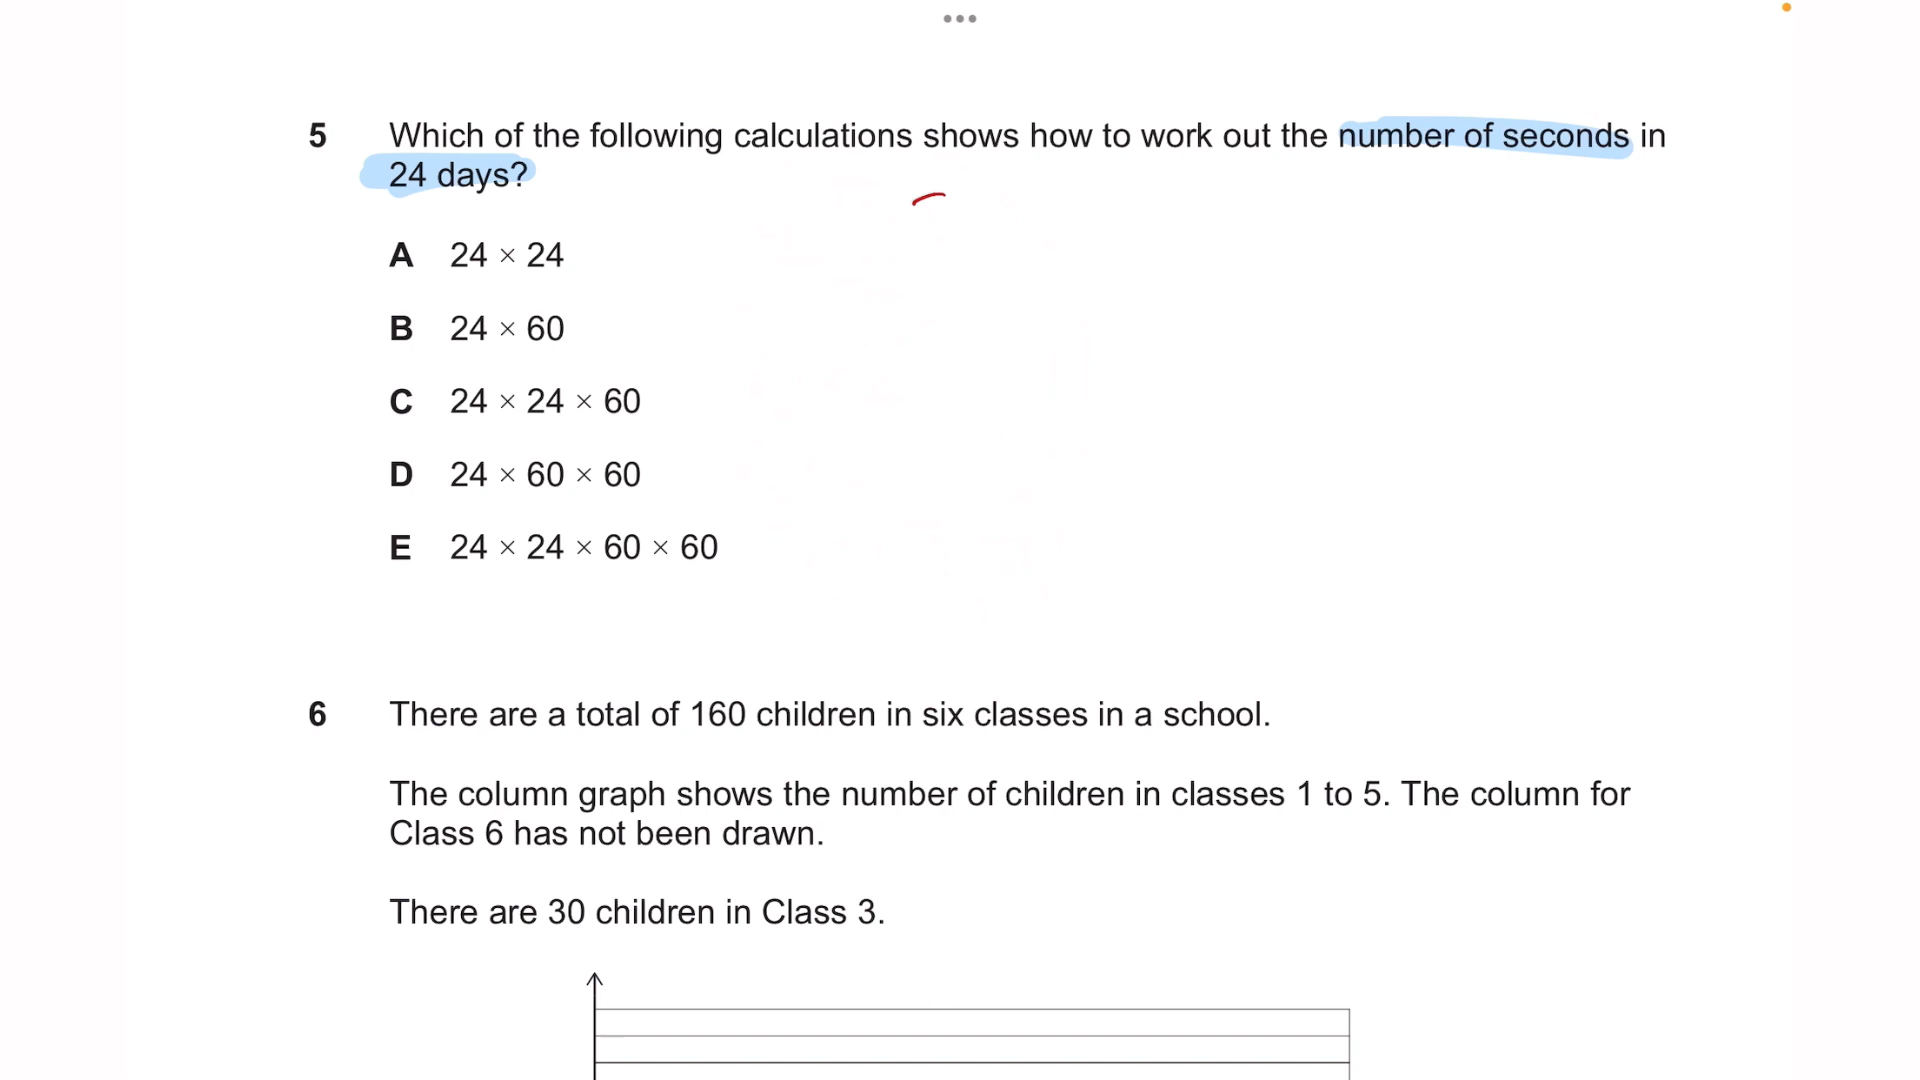 5 Which of the following calculations shows how to work out the number of seconds in
24 days?
A 24 × 24
B 24 × 60
C 24 × 24 × 60
D 24 × 60 × 60
E 24 × 24 × 60 × 60
6 There are a total of 160 children in six classes in a school.
The column graph shows the number of children in classes 1 to 5. The column for
Class 6 has not been drawn.
There are 30 children in Class 3.